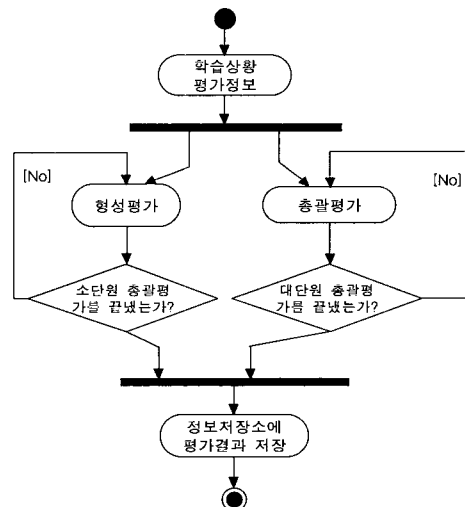 학습상황
평가정보
[No]
[No]
형성평가
총괄평가
소단원 총괄평
가를 끝냈는가?
대단원 총괄평
가를 끝냈는가?
정보저장소에
평가결과 저장